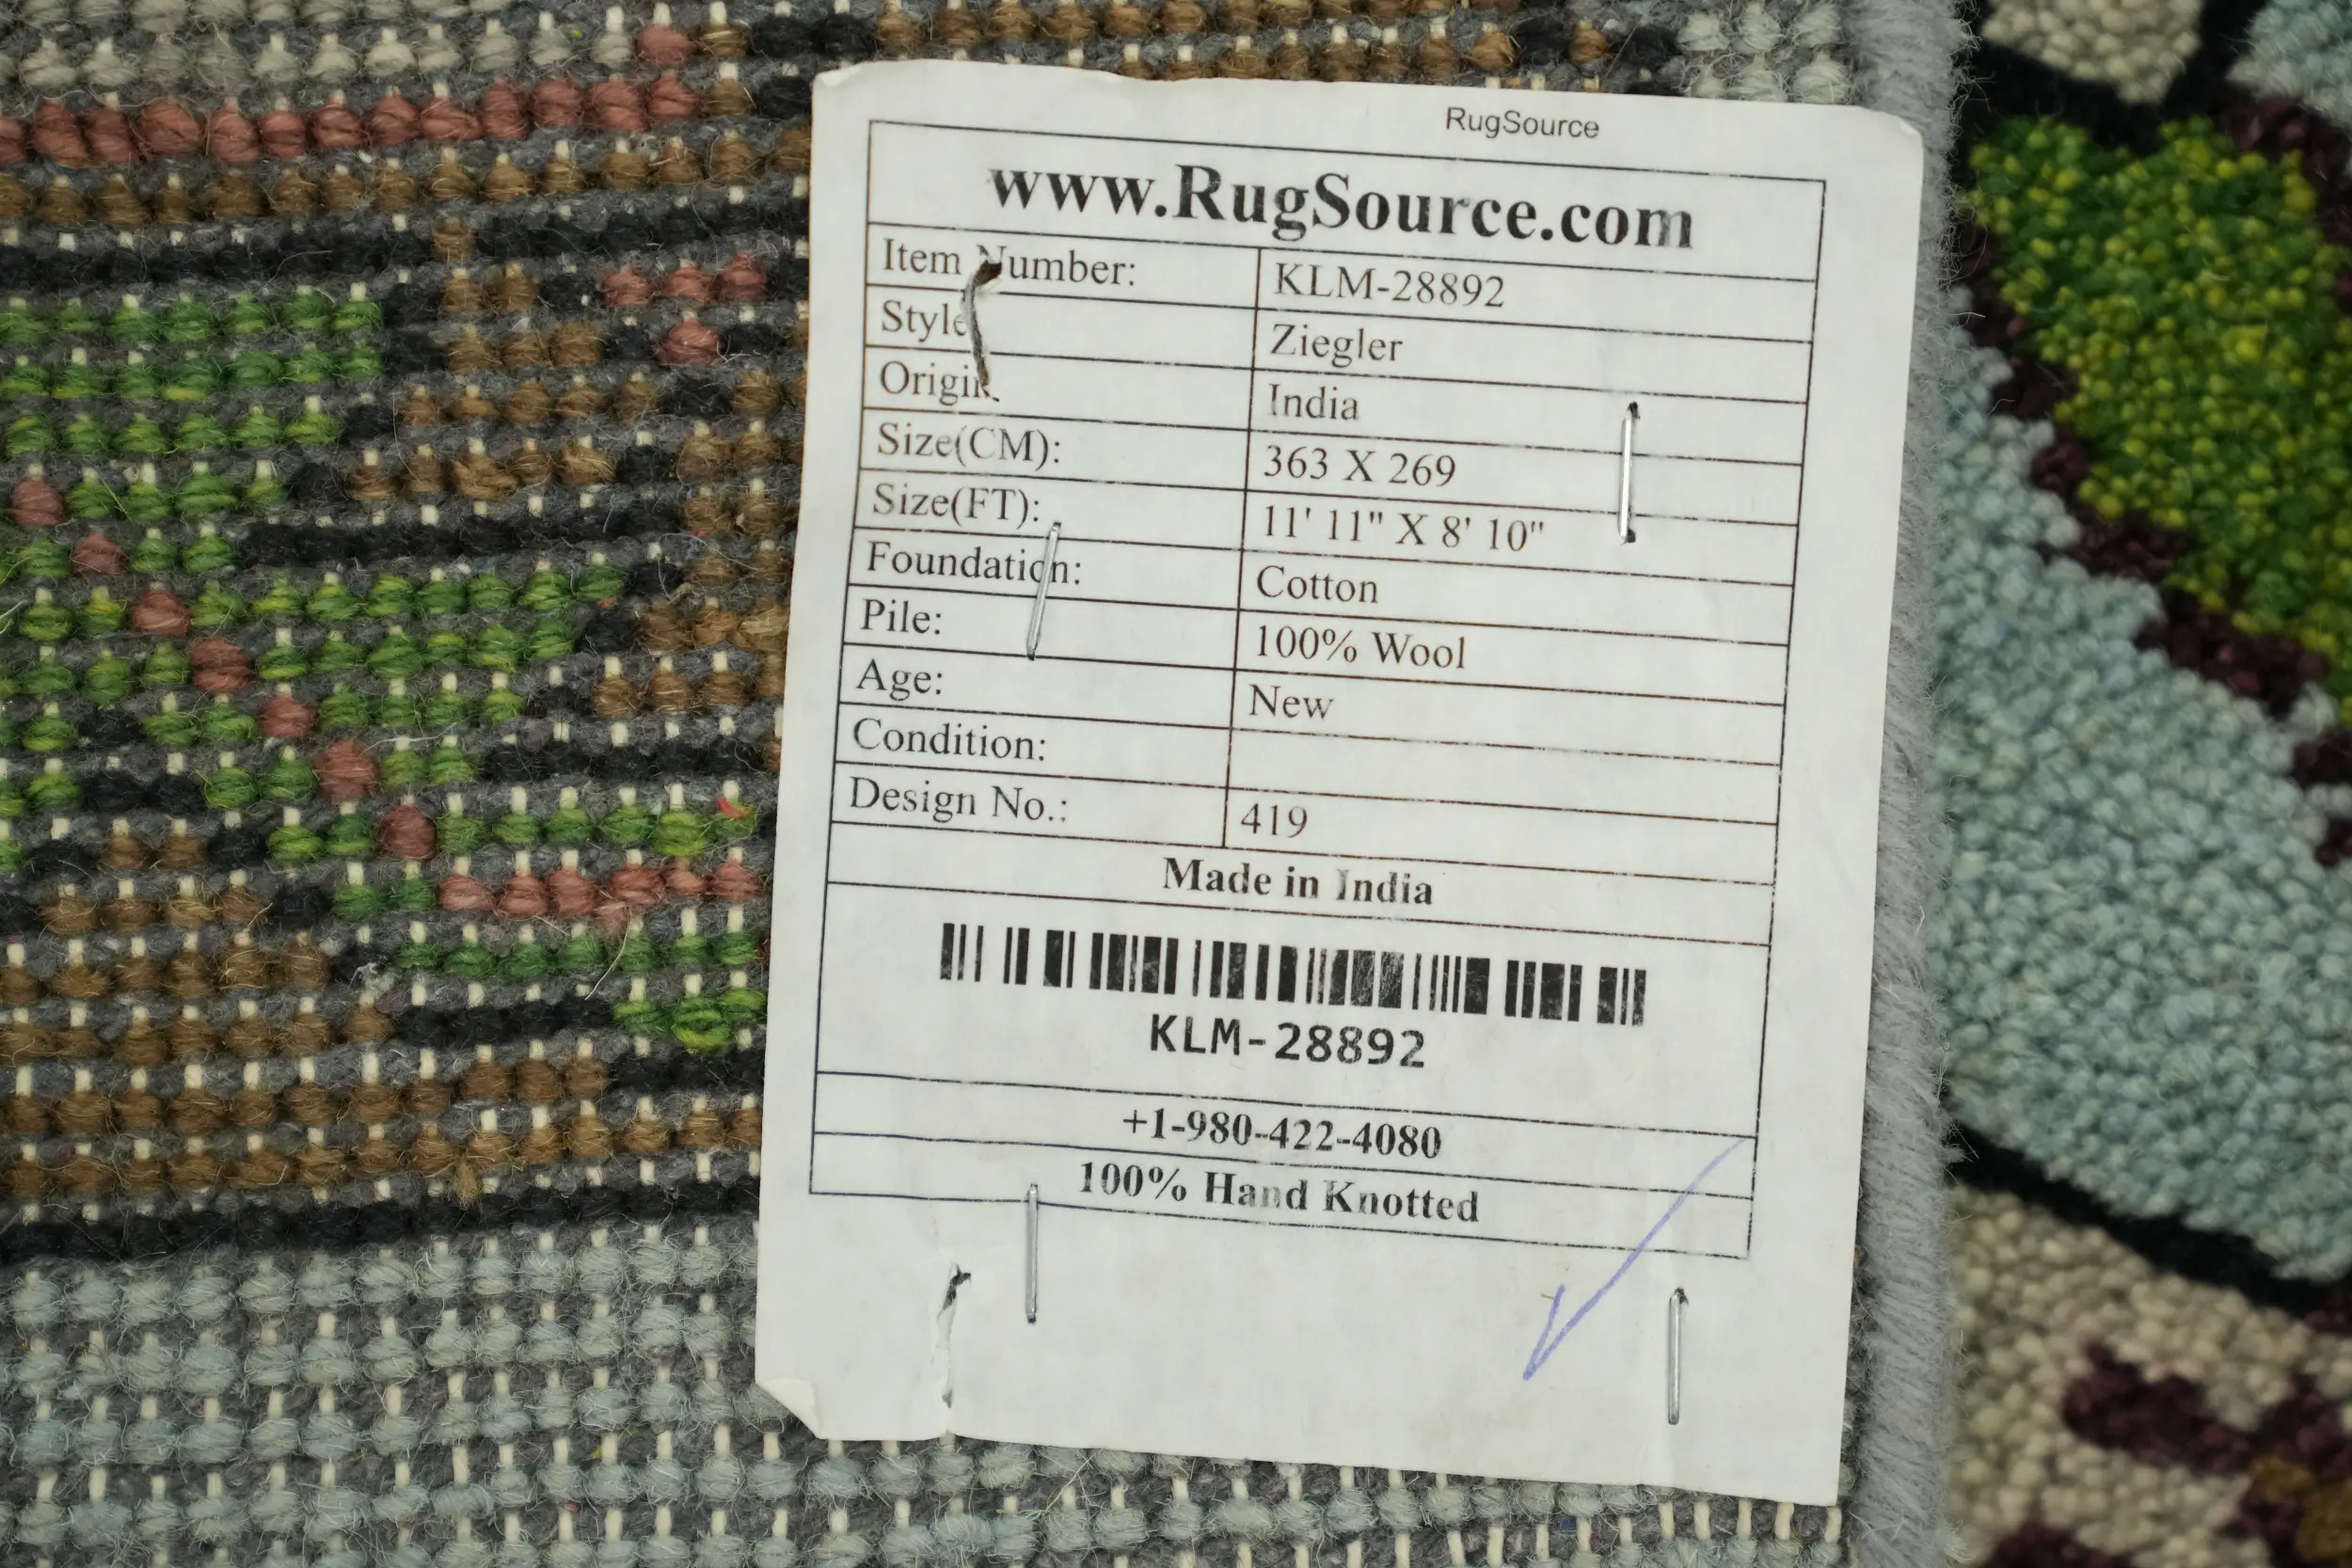 RugSource
www.RugSource.com
Item Number: KLM-28892
Style Ziegler
Origin India
Size(CM): 363 X 269
Size(FT): 11' 11" X 8' 10"
Foundation: Cotton
Pile: 100% Wool
Age: New
Condition:
Design No.: 419
Made in India
KLM-28892
+1-980-422-4080
100% Hand Knotted